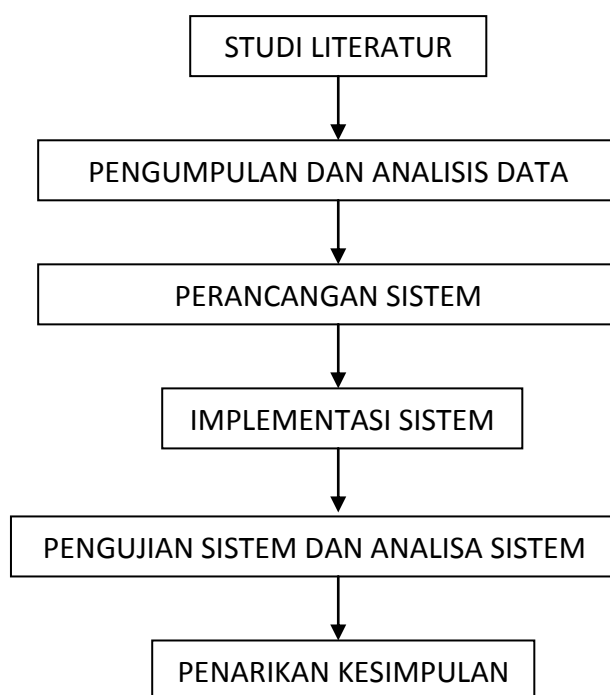 STUDI LITERATUR
PENGUMPULAN DAN ANALISIS DATA
PERANCANGAN SISTEM
IMPLEMENTASI SISTEM
PENGUJIAN SISTEM DAN ANALISA SISTEM
PENARIKAN KESIMPULAN